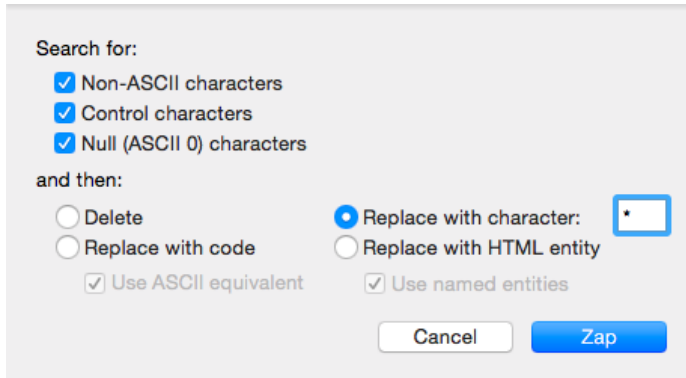 Search for:
Non-ASCII characters
Control characters
Null (ASCII 0) characters
and then:
Delete
Replace with character: *
Replace with code
Replace with HTML entity
Use ASCII equivalent
Use named entities
Cancel
Zap